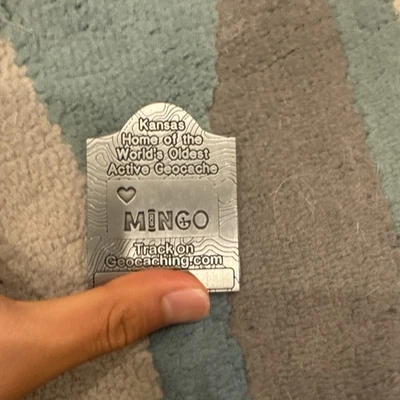 Kansas
Home of the
World's Oldest
Active Geocache
MINGO
Track on
Geocaching.com